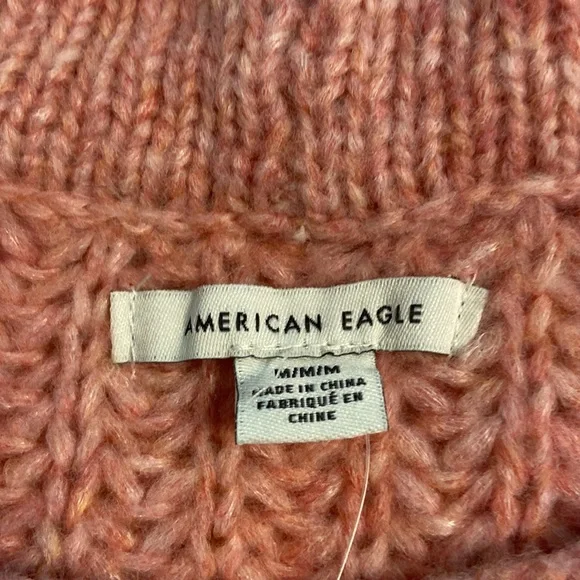 AMERICAN EAGLE
M/M/M
MADE IN CHINA
FABRIQUÉ EN
CHINE